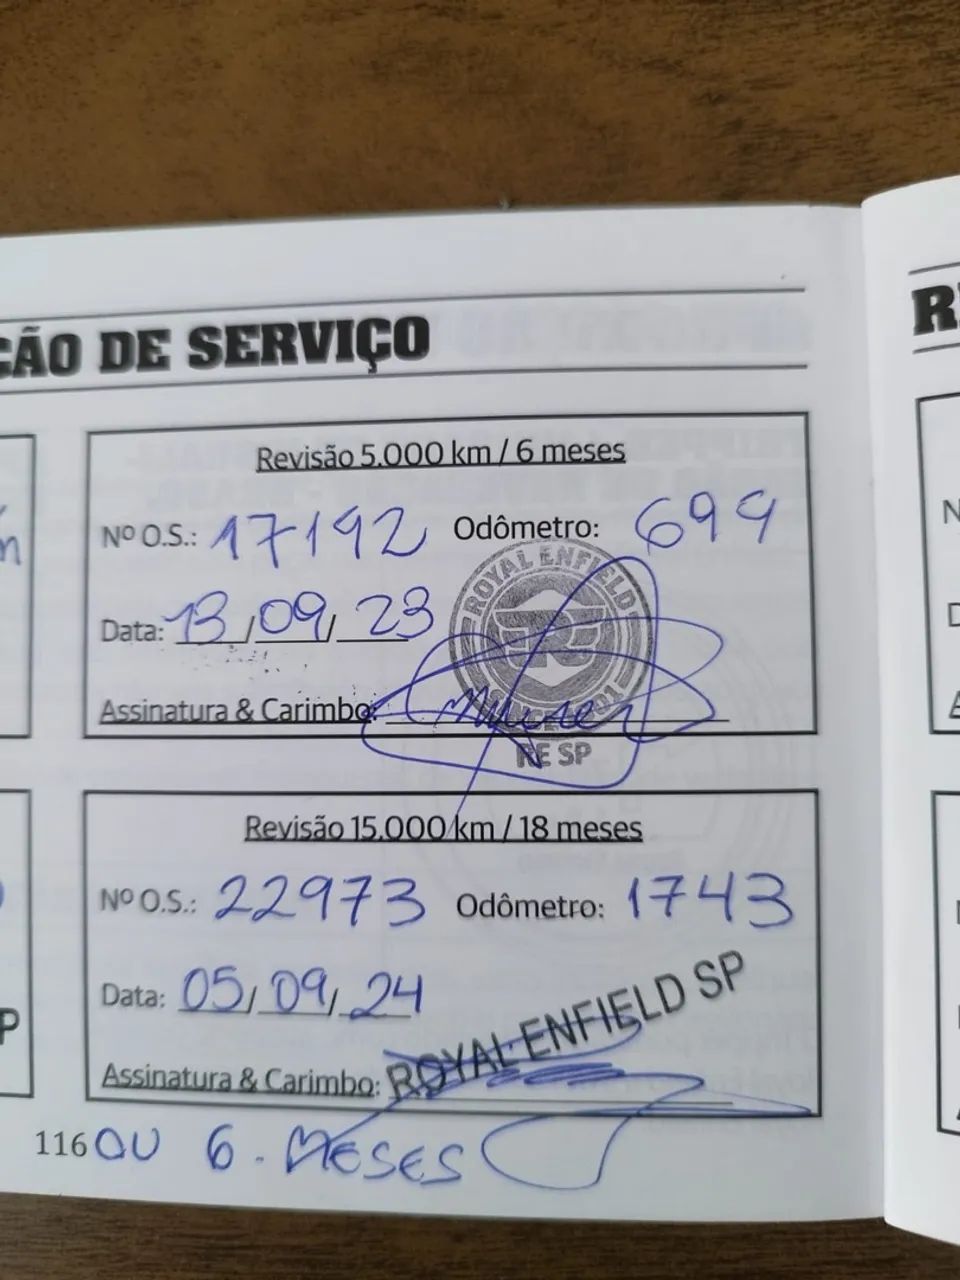 ÇÃO DE SERVIÇO
R
Revisão 5.000 km / 6 meses
Nº O.S.: 17192 Odômetro: 699
Data: 13/09/23
ROYAL ENFIELD
Assinatura & Carimbo:
RE SP
Revisão 15.000 km / 18 meses
Nº O.S.: 22973 Odômetro: 1743
Data: 05/09/24
ROYAL ENFIELD SP
Assinatura & Carimbo:
116 OU 6. MESES